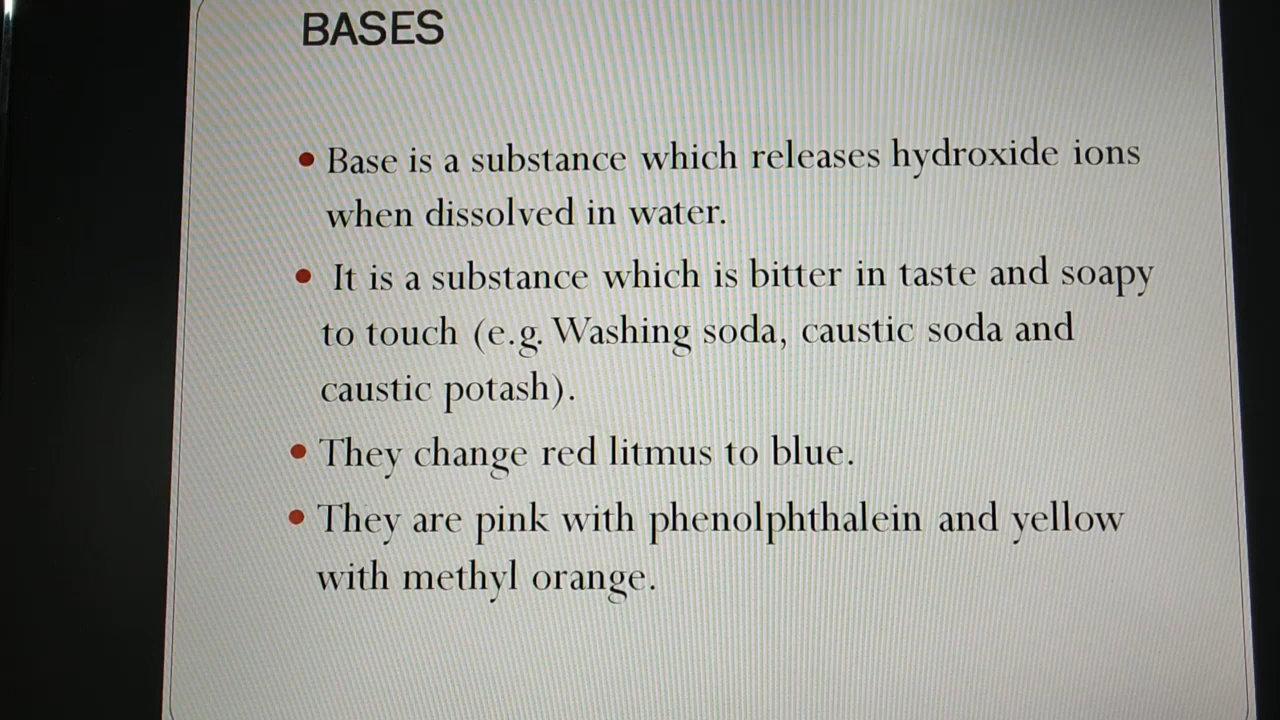 BASES
• Base is a substance which releases hydroxide ions
when dissolved in water.
• It is a substance which is bitter in taste and soapy
to touch (e.g. Washing soda, caustic soda and
caustic potash).
• They change red litmus to blue.
• They are pink with phenolphthalein and yellow
with methyl orange.